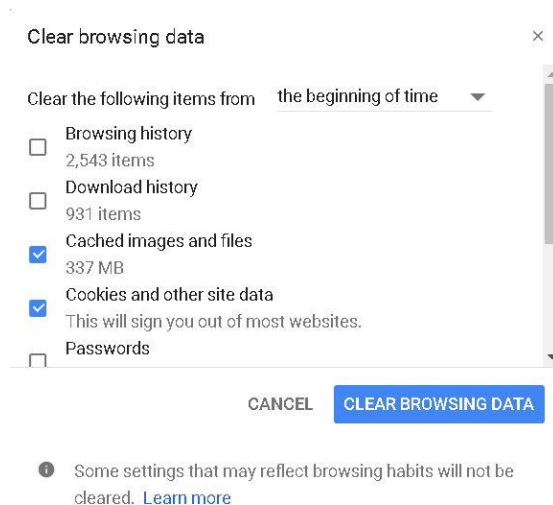 Clear browsing data
Clear the following items from the beginning of time
Browsing history
2,543 items
Download history
931 items
Cached images and files
337 MB
Cookies and other site data
This will sign you out of most websites.
Passwords
CANCEL CLEAR BROWSING DATA
Some settings that may reflect browsing habits will not be
cleared. Learn more